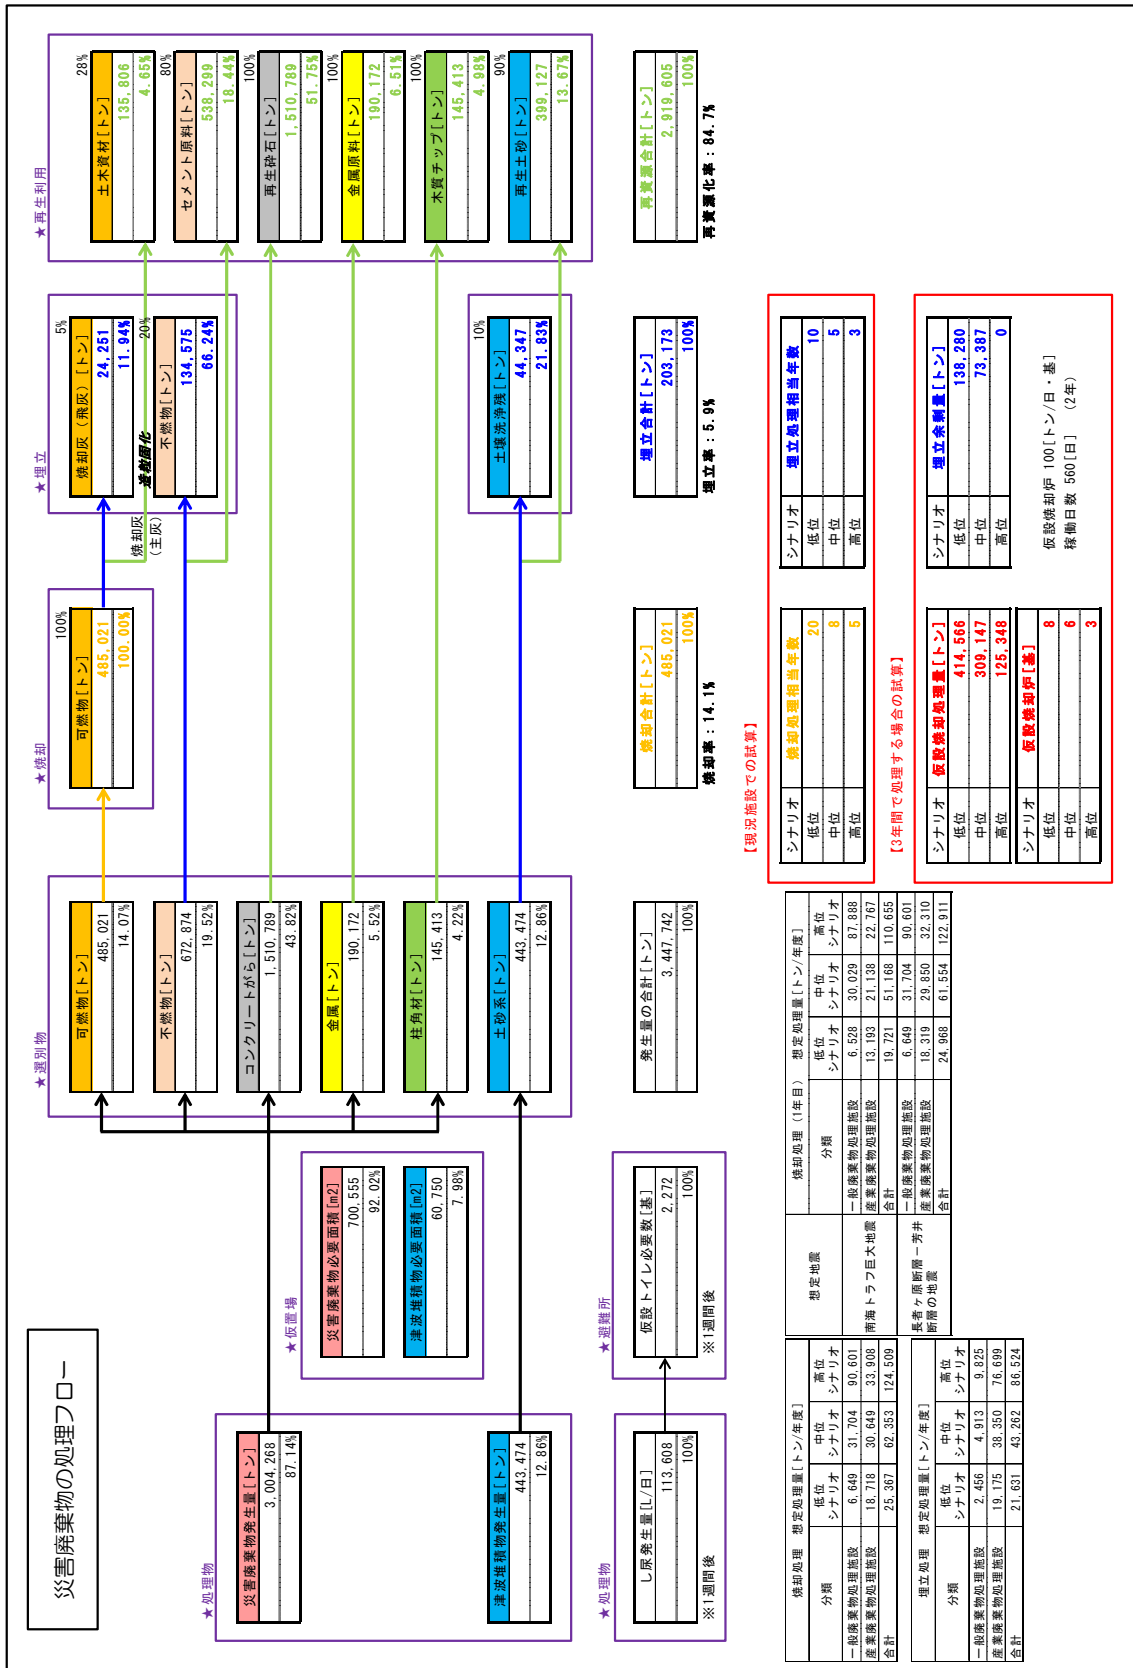 災害廃棄物の処理フロー
★処理物
災害廃棄物発生量[トン]
3,004,268
87.14%
津波堆積物発生量[トン]
443,474
12.86%
★仮置場
災害廃棄物必要面積[m2]
700,555
92.02%
津波堆積物必要面積[m2]
60,750
7.98%
★選別物
可燃物[トン]
485,021
14.07%
不燃物[トン]
672,874
19.52%
コンクリートがら[トン]
1,510,789
43.82%
金属[トン]
190,172
5.52%
柱角材[トン]
145,413
4.22%
土砂系[トン]
443,474
12.86%
★焼却
100%
可燃物[トン]
485,021
100.00%
★埋立
5%
焼却灰（飛灰）[トン]
24,251
11.94%
焼却灰
（主灰）
造粒固化
20%
不燃物[トン]
134,575
66.24%
10%
土壌洗浄残[トン]
44,347
21.83%
★再生利用
28%
土木資材[トン]
135,806
4.65%
80%
セメント原料[トン]
538,299
18.44%
100%
再生砕石[トン]
1,510,789
51.75%
100%
金属原料[トン]
190,172
6.51%
100%
木質チップ[トン]
145,413
4.98%
90%
再生土砂[トン]
399,127
13.67%
★処理物
し尿発生量[L/日]
113,608
100%
※1週間後
★避難所
仮設トイレ必要数[基]
2,272
100%
※1週間後
発生量の合計[トン]
3,447,742
100%
焼却合計[トン]
485,021
100%
焼却率：14.1%
埋立合計[トン]
203,173
100%
埋立率：5.9%
再資源合計[トン]
2,919,605
100%
再資源化率：84.7%
焼却処理 想定処理量[トン/年度]
分類 低位シナリオ 中位シナリオ 高位シナリオ
一般廃棄物処理施設 6,649 31,704 90,601
産業廃棄物処理施設 18,718 30,649 33,908
合計 25,367 62,353 124,509
埋立処理 想定処理量[トン/年度]
分類 低位シナリオ 中位シナリオ 高位シナリオ
一般廃棄物処理施設 2,456 4,913 9,825
産業廃棄物処理施設 19,175 38,350 76,699
合計 21,631 43,262 86,524
想定地震 焼却処理（1年目） 想定処理量[トン/年度]
分類 低位シナリオ 中位シナリオ 高位シナリオ
南海トラフ巨大地震
一般廃棄物処理施設 6,528 30,029 87,888
産業廃棄物処理施設 13,193 21,138 22,767
合計 19,721 51,168 110,655
長者ヶ原断層－芳井断層の地震
一般廃棄物処理施設 6,649 31,704 90,601
産業廃棄物処理施設 18,319 29,850 32,310
合計 24,968 61,554 122,911
【現況施設での試算】
シナリオ 焼却処理相当年数
低位 20
中位 8
高位 5
シナリオ 埋立処理相当年数
低位 10
中位 5
高位 3
【3年間で処理する場合の試算】
シナリオ 仮設焼却処理量[トン]
低位 414,566
中位 309,147
高位 125,348
シナリオ 仮設焼却炉[基]
低位 8
中位 6
高位 3
シナリオ 埋立余剰量[トン]
低位 138,280
中位 73,387
高位 0
仮設焼却炉 100[トン/日・基]
稼働日数 560[日] （2年）